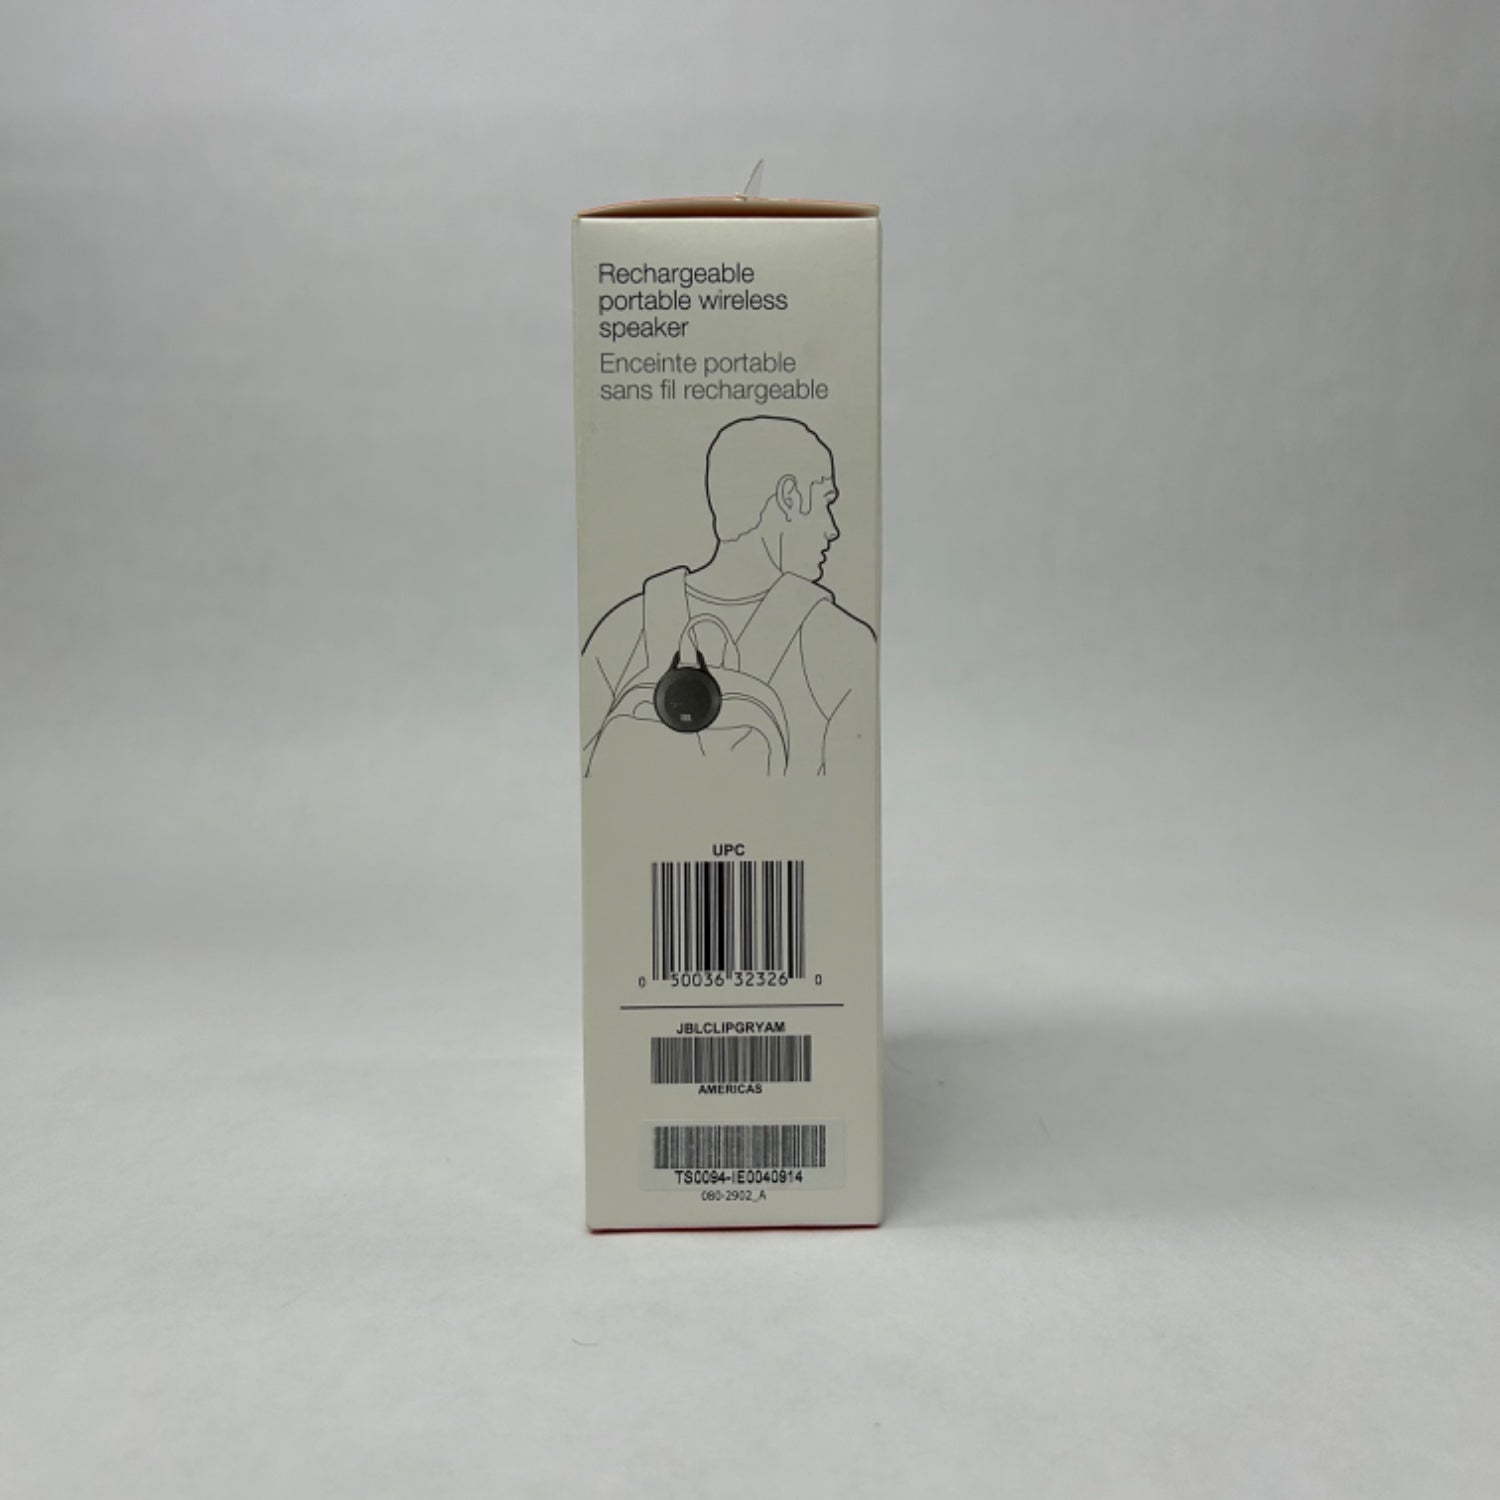 Rechargeable
portable wireless
speaker
Enceinte portable
sans fil rechargeable
JBL
UPC
0 50036 32326 0
JBLCLIPGRYAM
AMERICAS
TS0094-IE0040914
080-2902_A